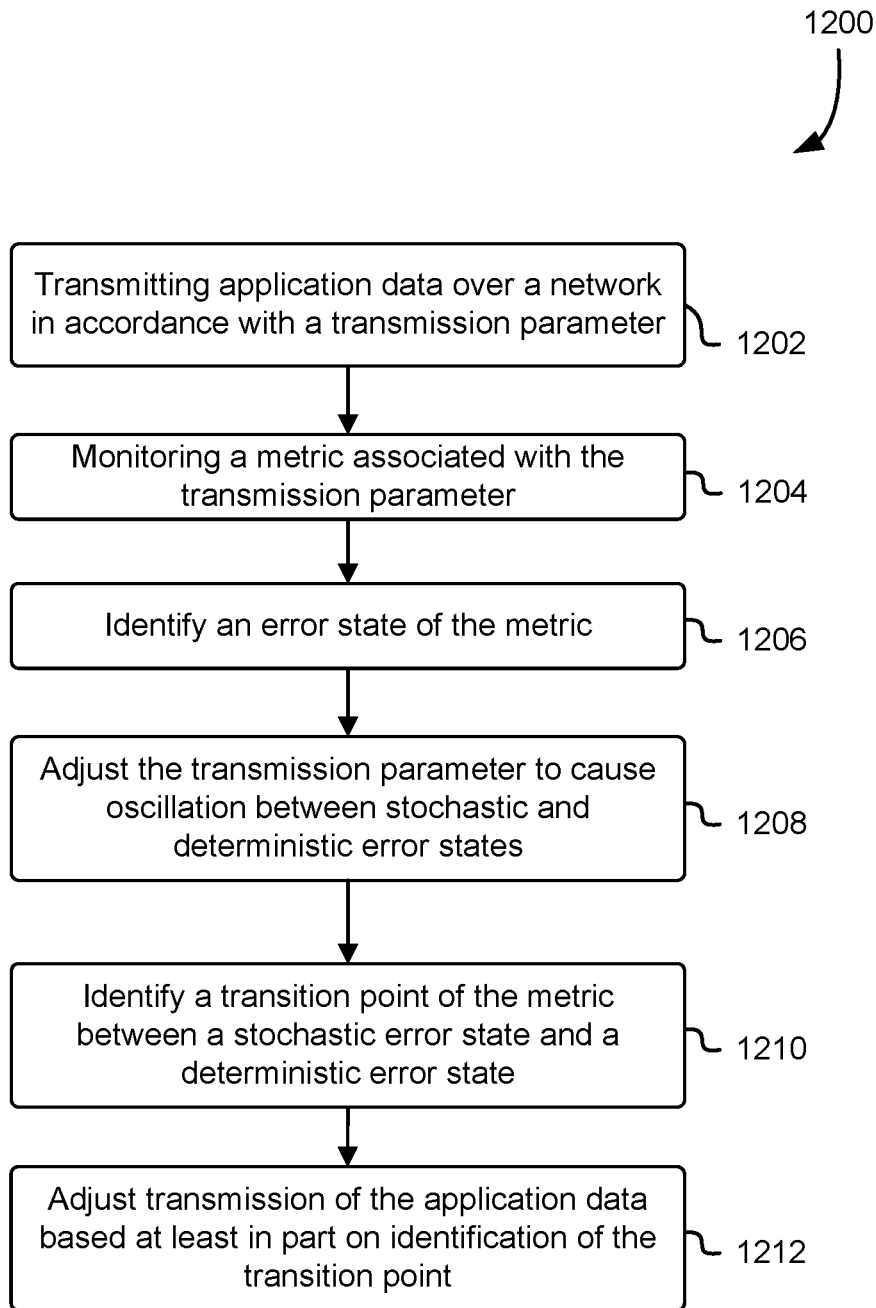 1200
Transmitting application data over a network
in accordance with a transmission parameter
1202
Monitoring a metric associated with the
transmission parameter
1204
Identify an error state of the metric
1206
Adjust the transmission parameter to cause
oscillation between stochastic and
deterministic error states
1208
Identify a transition point of the metric
between a stochastic error state and a
deterministic error state
1210
Adjust transmission of the application data
based at least in part on identification of the
transition point
1212